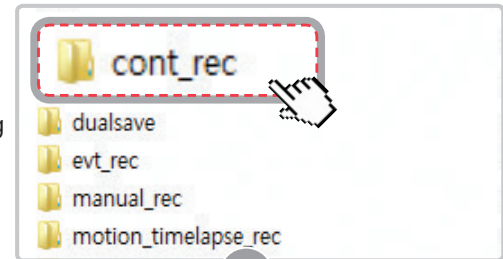 cont_rec
dualsave
g
evt_rec
manual_rec
motion_timelapse_rec